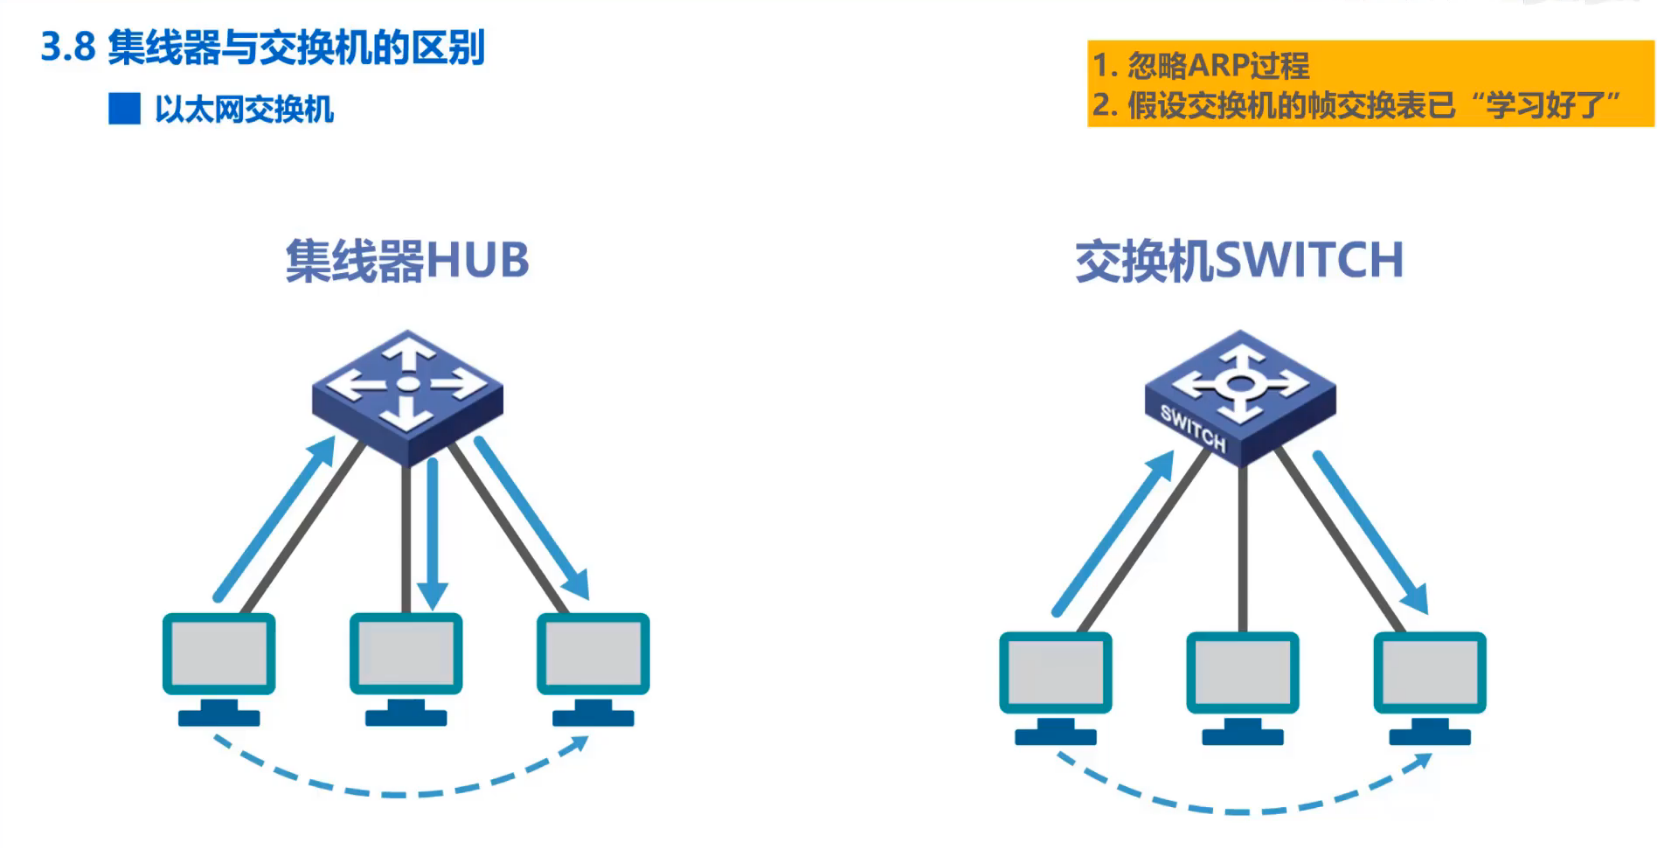 3.8 集线器与交换机的区别
以太网交换机
1. 忽略ARP过程
2. 假设交换机的帧交换表已“学习好了”
集线器HUB
交换机SWITCH
SWITCH